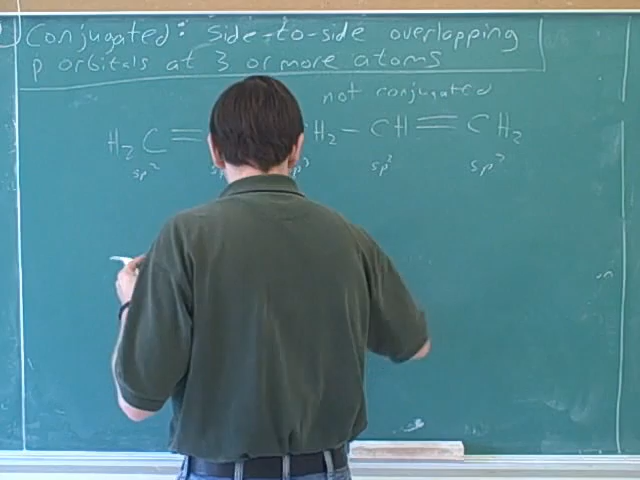 Conjugated: Side-to-side overlapping
p orbitals at 3 or more atoms
not conjugated
H₂C= H₂-CH=CH₂
sp² sp³ sp² sp²